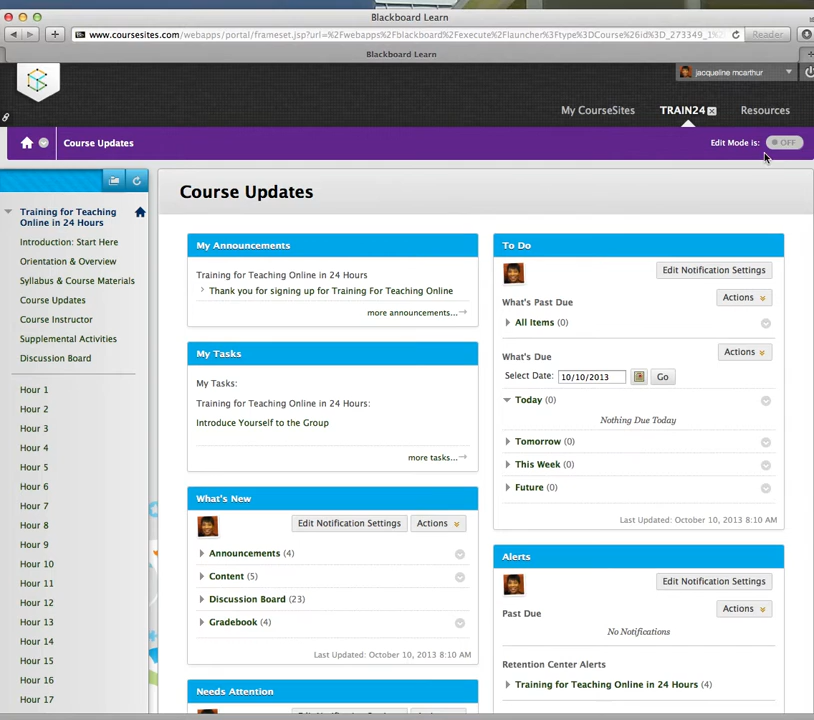 Blackboard Learn
www.coursesites.com/webapps/portal/frameset.jsp?url=%2Fwebapps%2Fblackboard%2Fexecute%2Flauncher%3Ftype%3DCourse%26id%3D_273349_1%
Reader
Blackboard Learn
jacqueline mcarthur
My CourseSites
TRAIN24
Resources
Course Updates
Edit Mode is:
OFF
Training for Teaching
Online in 24 Hours
Introduction: Start Here
Orientation & Overview
Syllabus & Course Materials
Course Updates
Course Instructor
Supplemental Activities
Discussion Board
Hour 1
Hour 2
Hour 3
Hour 4
Hour 5
Hour 6
Hour 7
Hour 8
Hour 9
Hour 10
Hour 11
Hour 12
Hour 13
Hour 14
Hour 15
Hour 16
Hour 17
Course Updates
My Announcements
Training for Teaching Online in 24 Hours
Thank you for signing up for Training For Teaching Online
more announcements...
My Tasks
My Tasks:
Training for Teaching Online in 24 Hours:
Introduce Yourself to the Group
more tasks...
What's New
Edit Notification Settings
Actions
Announcements (4)
Content (5)
Discussion Board (23)
Gradebook (4)
Last Updated: October 10, 2013 8:10 AM
Needs Attention
To Do
Edit Notification Settings
What's Past Due
Actions
All Items (0)
What's Due
Actions
Select Date: 10/10/2013 Go
Today (0)
Nothing Due Today
Tomorrow (0)
This Week (0)
Future (0)
Last Updated: October 10, 2013 8:10 AM
Alerts
Edit Notification Settings
Past Due
Actions
No Notifications
Retention Center Alerts
Training for Teaching Online in 24 Hours (4)